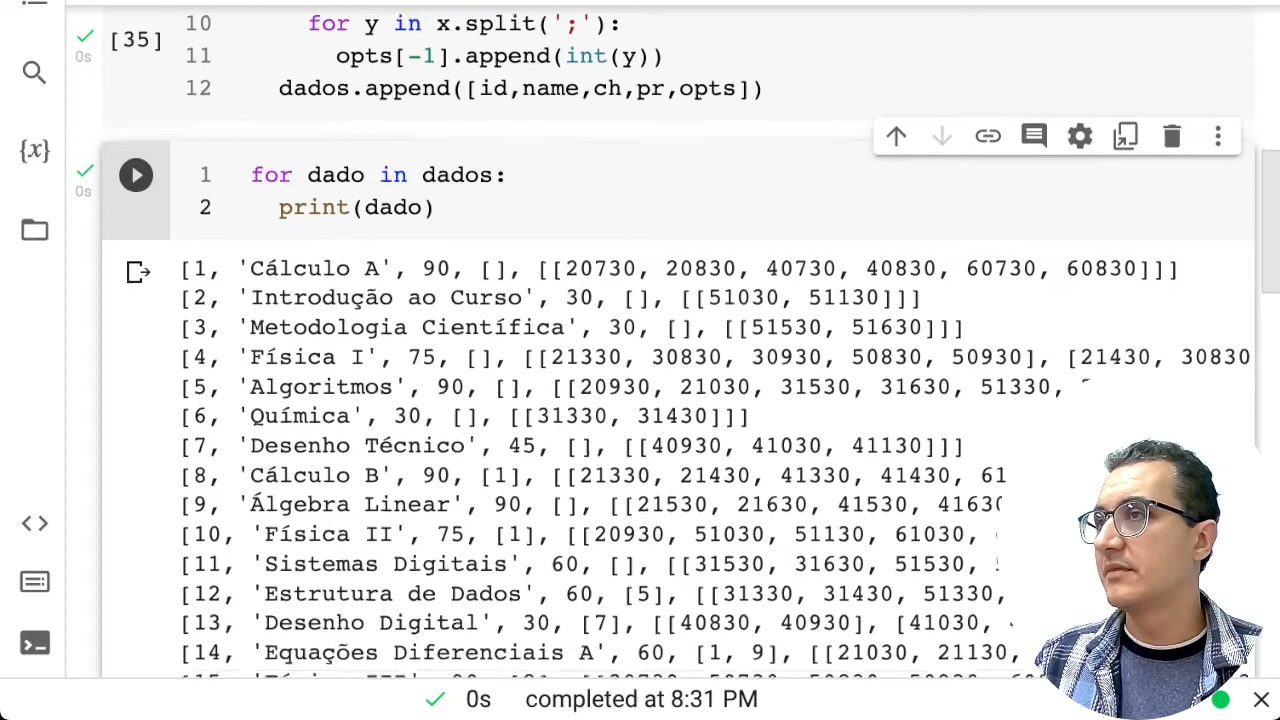 10 for y in x.split(';'):
[35] 11 opts[-1].append(int(y))
0s
12 dados.append([id,name,ch,pr,opts])
{x}
1 for dado in dados:
0s
2 print(dado)
[1, 'Cálculo A', 90, [], [[20730, 20830, 40730, 40830, 60730, 60830]]]
[2, 'Introdução ao Curso', 30, [], [[51030, 51130]]]
[3, 'Metodologia Científica', 30, [], [[51530, 51630]]]
[4, 'Física I', 75, [], [[21330, 30830, 30930, 50830, 50930], [21430, 30830
[5, 'Algoritmos', 90, [], [[20930, 21030, 31530, 31630, 51330,
[6, 'Química', 30, [], [[31330, 31430]]]
[7, 'Desenho Técnico', 45, [], [[40930, 41030, 41130]]]
[8, 'Cálculo B', 90, [1], [[21330, 21430, 41330, 41430, 61
[9, 'Álgebra Linear', 90, [], [[21530, 21630, 41530, 41630
[10, 'Física II', 75, [1], [[20930, 51030, 51130, 61030,
[11, 'Sistemas Digitais', 60, [], [[31530, 31630, 51530,
[12, 'Estrutura de Dados', 60, [5], [[31330, 31430, 51330,
[13, 'Desenho Digital', 30, [7], [[40830, 40930], [41030,
[14, 'Equações Diferenciais A', 60, [1, 9], [[21030, 21130,
0s completed at 8:31 PM